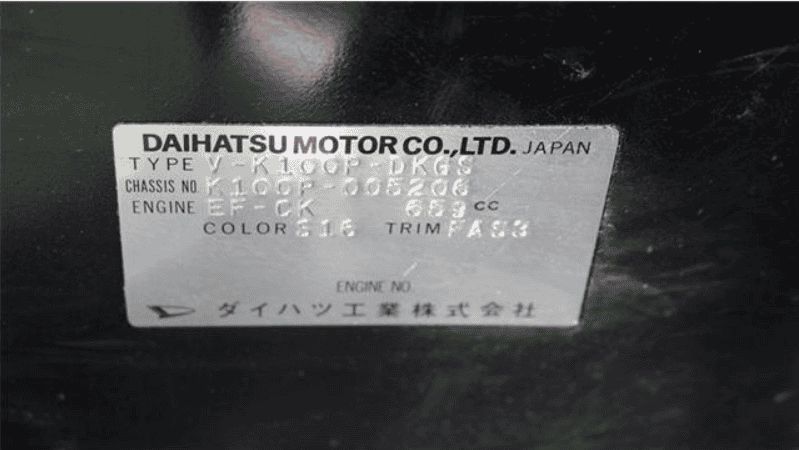 DAIHATSU MOTOR CO.,LTD. JAPAN
TYPE V-K100P-DKGS
CHASSIS NO. K100P-005206
ENGINE EF-CK 659 CC
COLOR S16 TRIM FA83
ENGINE NO.
ダイハツ工業株式会社